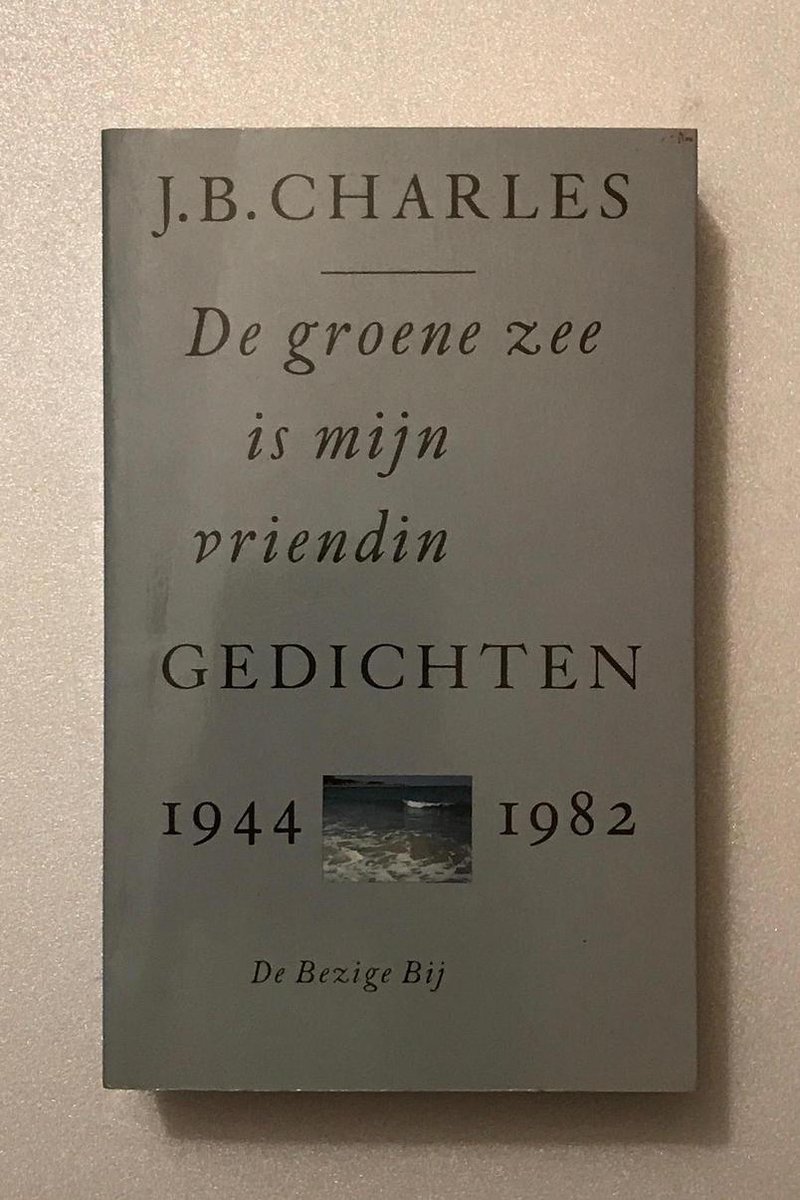 J.B. CHARLES
De groene zee
is mijn
vriendin
GEDICHTEN
1944 1982
De Bezige Bij